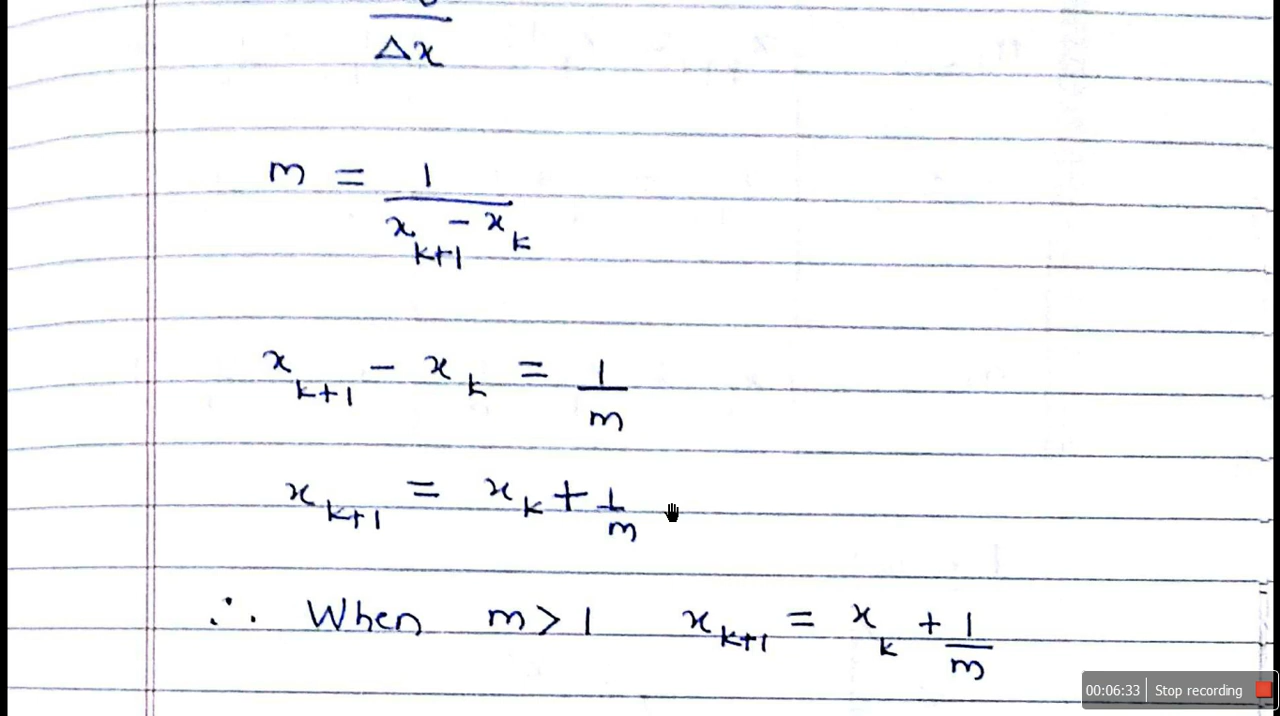 Δx
m = 1 / (x_{k+1} - x_k)
x_{k+1} - x_k = 1/m
x_{k+1} = x_k + 1/m
∴ When m > 1 x_{k+1} = x_k + 1/m
00:06:33 Stop recording